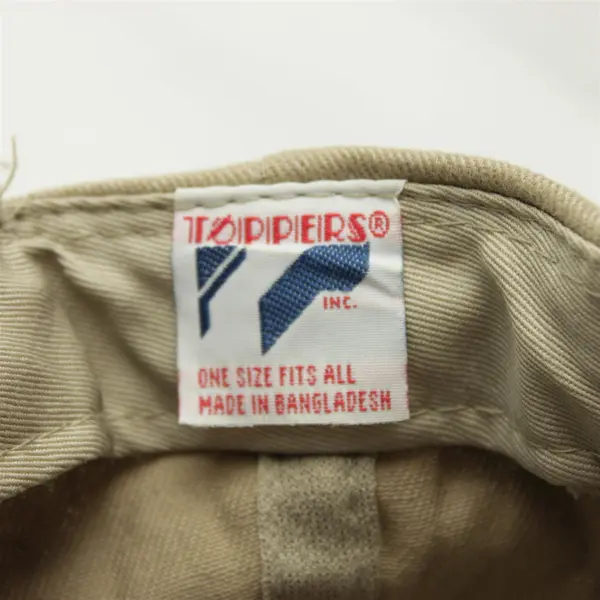 TOPPERS®
INC.
ONE SIZE FITS ALL
MADE IN BANGLADESH